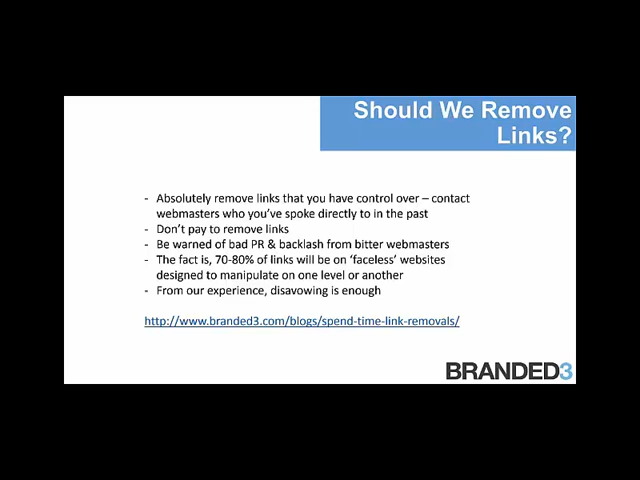 Should We Remove
Links?
- Absolutely remove links that you have control over – contact
webmasters who you've spoke directly to in the past
- Don't pay to remove links
- Be warned of bad PR & backlash from bitter webmasters
- The fact is, 70-80% of links will be on 'faceless' websites
designed to manipulate on one level or another
- From our experience, disavowing is enough
http://www.branded3.com/blogs/spend-time-link-removals/
BRANDED3